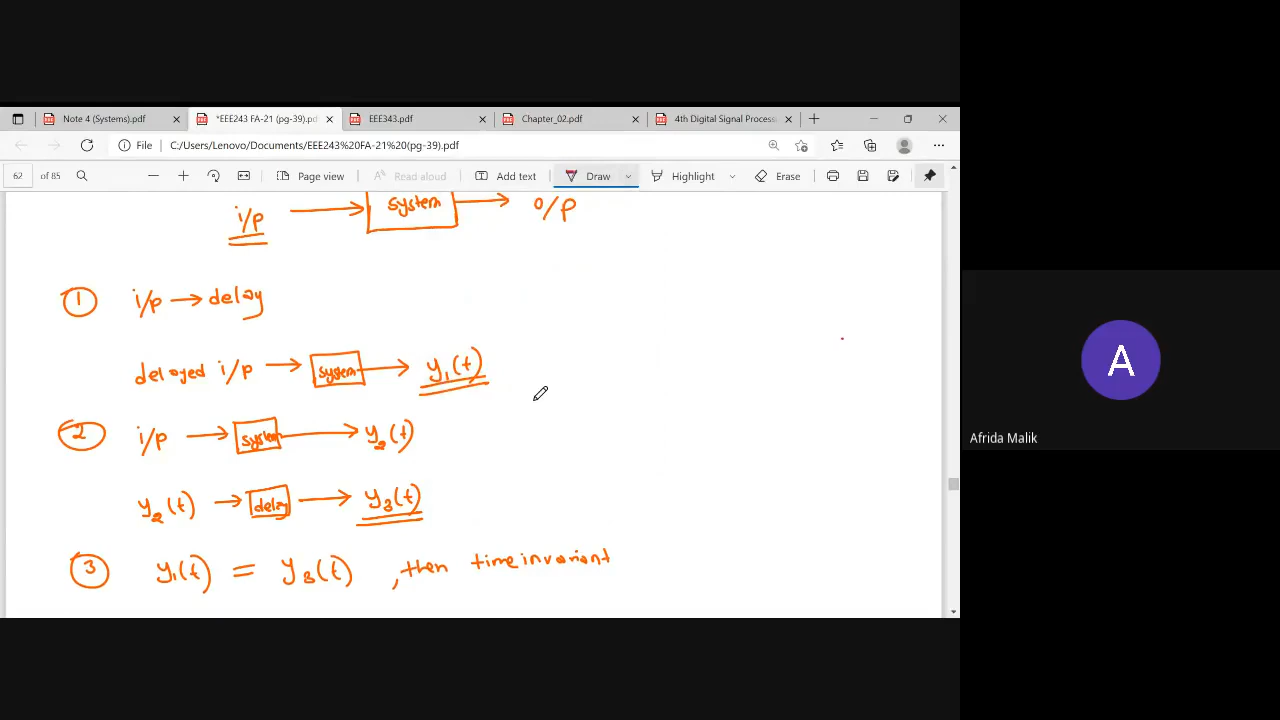 Note 4 (Systems).pdf
*EEE243 FA-21 (pg-39).pd
EEE343.pdf
Chapter_02.pdf
4th Digital Signal Process
File
C:/Users/Lenovo/Documents/EEE243%20FA-21%20(pg-39).pdf
62 of 85
Page view
Read aloud
Add text
Draw
Highlight
Erase
i/p → system → o/p
① i/p → delay
delayed i/p → system → y₁(t)
② i/p → system → y₂(t)
y₂(t) → delay → y₃(t)
③ y₁(t) = y₃(t) , then time invariant
A
Afrida Malik